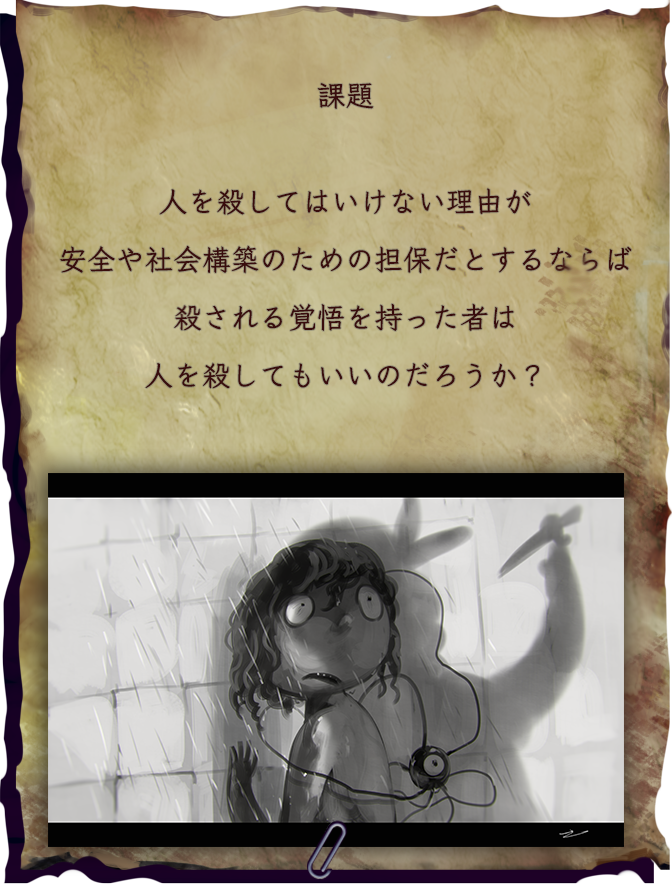 課題
人を殺してはいけない理由が
安全や社会構築のための担保だとするならば
殺される覚悟を持った者は
人を殺してもいいのだろうか？